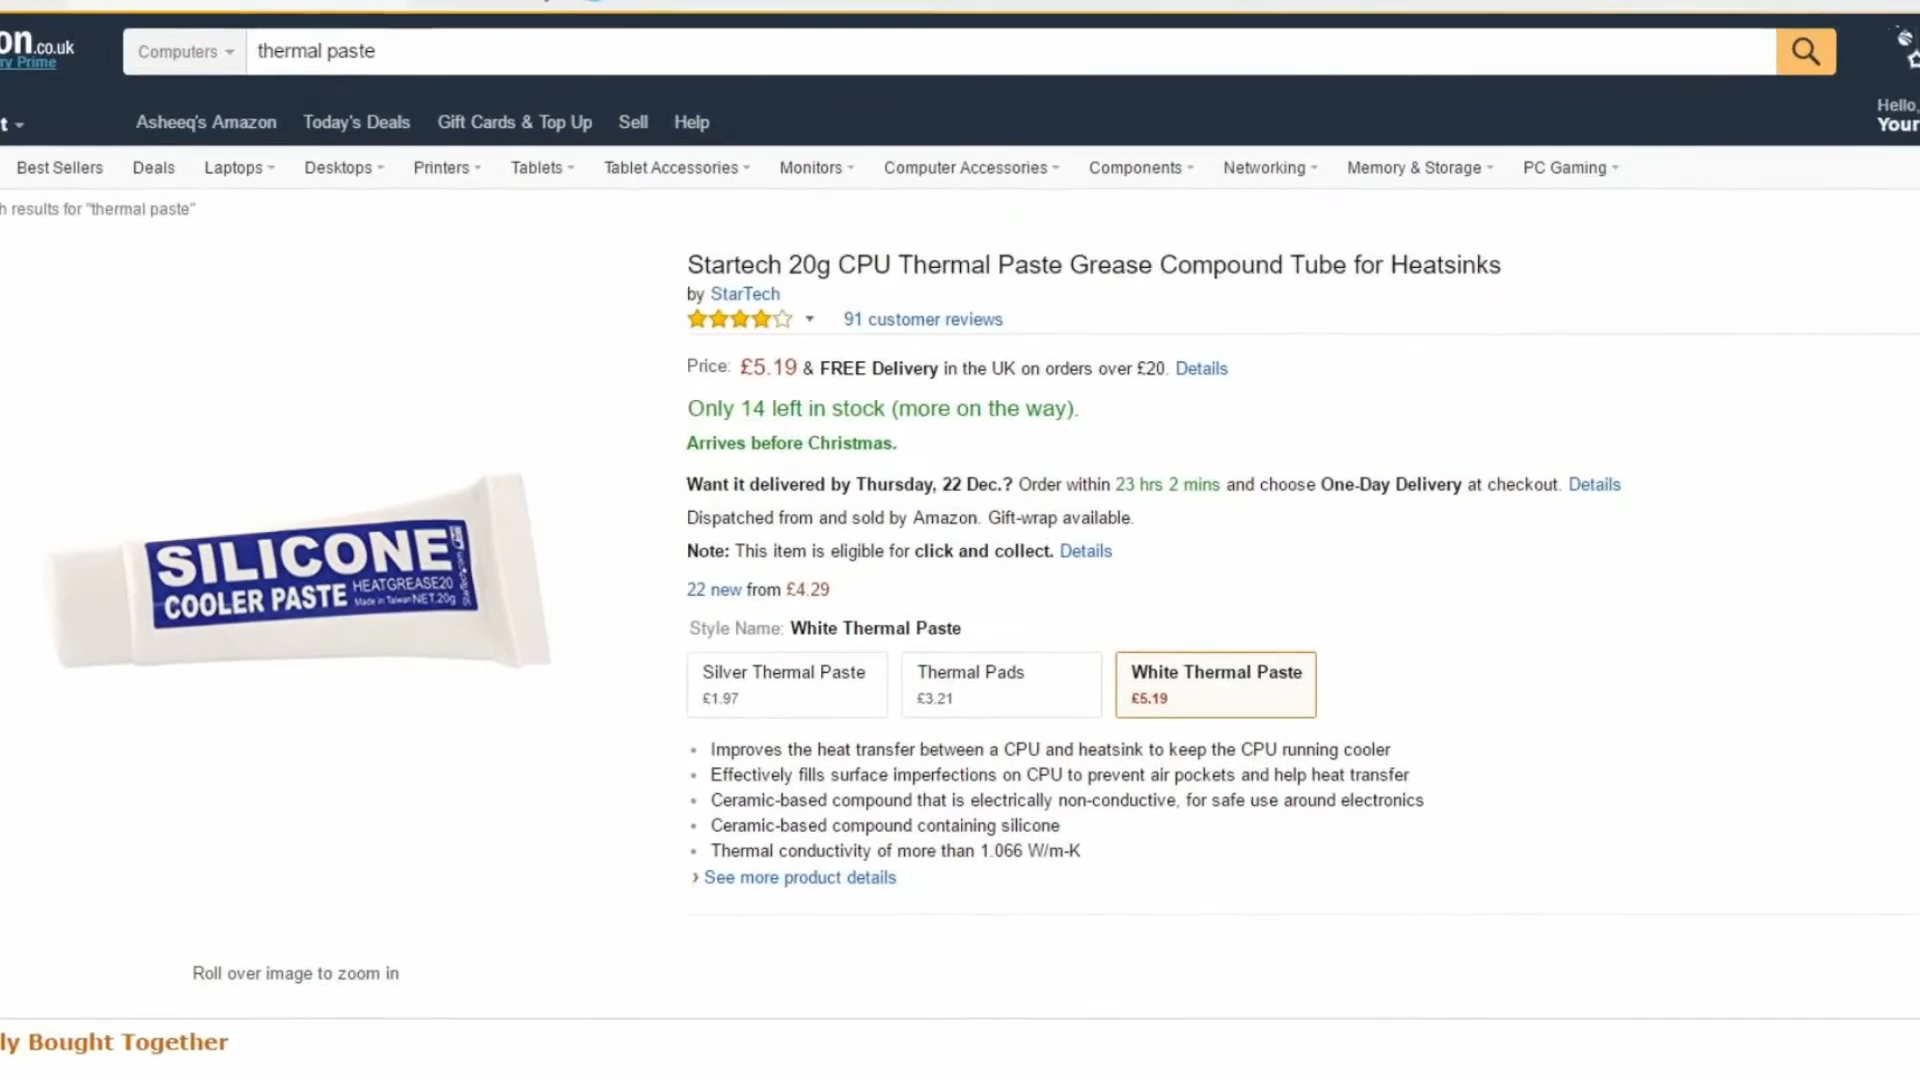 on.co.uk
ry Prime
Computers
thermal paste
Hello,
t
Asheeq's Amazon
Today's Deals
Gift Cards & Top Up
Sell
Help
Your
Best Sellers
Deals
Laptops
Desktops
Printers
Tablets
Tablet Accessories
Monitors
Computer Accessories
Components
Networking
Memory & Storage
PC Gaming
h results for "thermal paste"
Startech 20g CPU Thermal Paste Grease Compound Tube for Heatsinks
by StarTech
91 customer reviews
Price: £5.19 & FREE Delivery in the UK on orders over £20. Details
Only 14 left in stock (more on the way).
Arrives before Christmas.
Want it delivered by Thursday, 22 Dec.? Order within 23 hrs 2 mins and choose One-Day Delivery at checkout. Details
Dispatched from and sold by Amazon. Gift-wrap available.
Note: This item is eligible for click and collect. Details
22 new from £4.29
Style Name: White Thermal Paste
Silver Thermal Paste
£1.97
Thermal Pads
£3.21
White Thermal Paste
£5.19
Improves the heat transfer between a CPU and heatsink to keep the CPU running cooler
Effectively fills surface imperfections on CPU to prevent air pockets and help heat transfer
Ceramic-based compound that is electrically non-conductive, for safe use around electronics
Ceramic-based compound containing silicone
Thermal conductivity of more than 1.066 W/m-K
See more product details
SILICONE
COOLER PASTE
HEATGREASE20
Made in Taiwan NET.20g
StarTech.com
Roll over image to zoom in
ly Bought Together